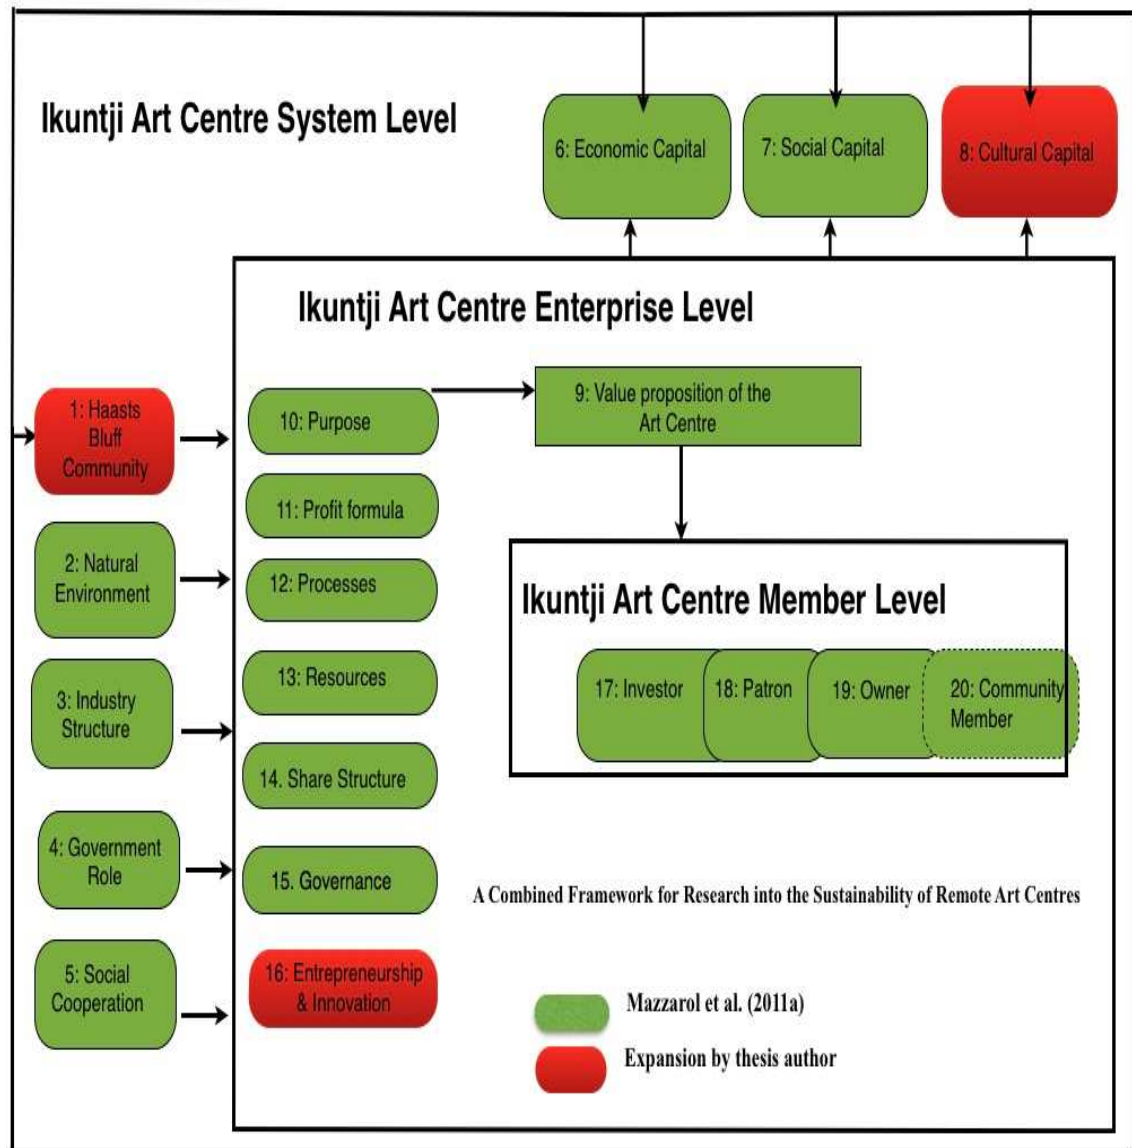 Ikuntji Art Centre System Level
6: Economic Capital
7: Social Capital
8: Cultural Capital
Ikuntji Art Centre Enterprise Level
1: Haasts
Bluff
Community
2: Natural
Environment
3: Industry
Structure
4: Government
Role
5: Social
Cooperation
10: Purpose
11: Profit formula
12: Processes
13: Resources
14. Share Structure
15. Governance
16: Entrepreneurship
& Innovation
9: Value proposition of the
Art Centre
Ikuntji Art Centre Member Level
17: Investor
18: Patron
19: Owner
20: Community
Member
A Combined Framework for Research into the Sustainability of Remote Art Centres
Mazzarol et al. (2011a)
Expansion by thesis author